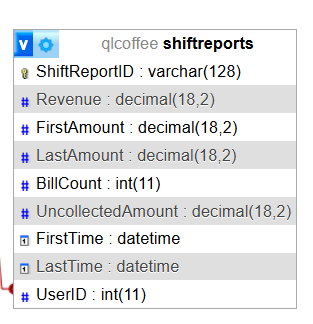 v qlcoffee shiftreports
ShiftReportID : varchar(128)
# Revenue : decimal(18,2)
# FirstAmount : decimal(18,2)
# LastAmount : decimal(18,2)
# BillCount : int(11)
# UncollectedAmount : decimal(18,2)
FirstTime : datetime
LastTime : datetime
# UserID : int(11)